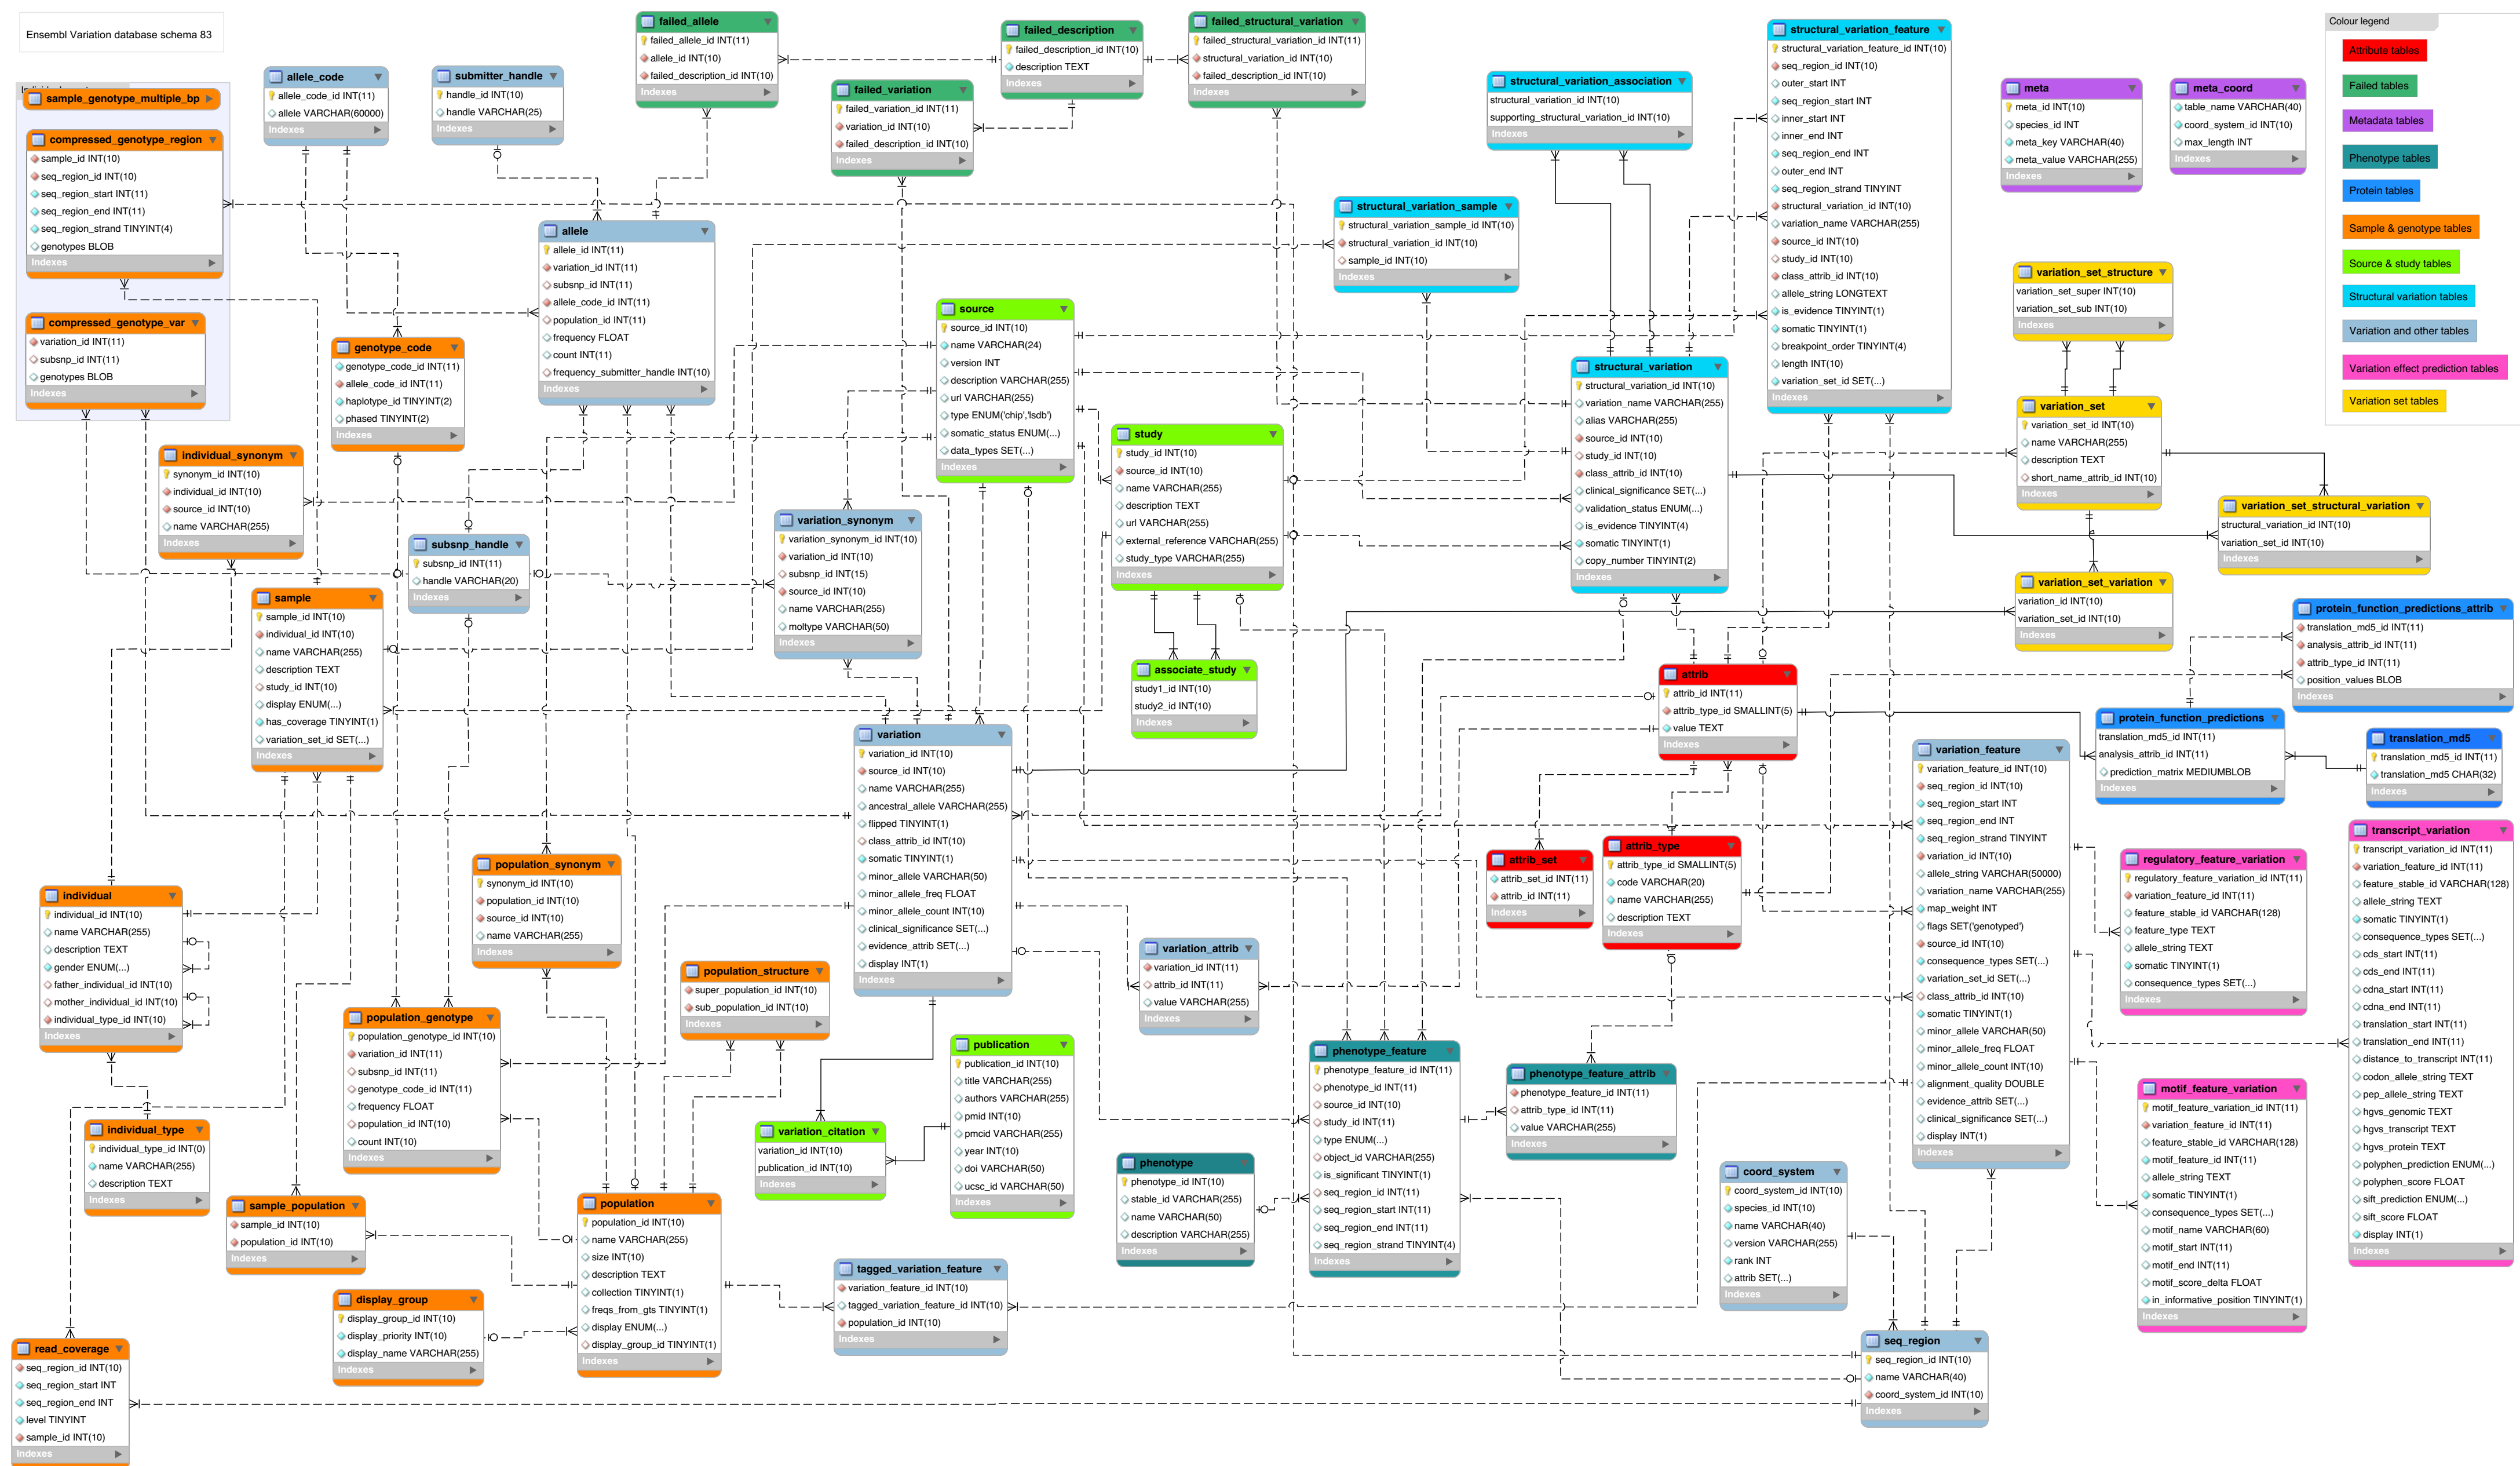 Ensembl Variation database schema 83
sample_genotype_multiple_bp
compressed_genotype_region
sample_id INT(10)
seq_region_id INT(10)
seq_region_start INT(11)
seq_region_end INT(11)
seq_region_strand TINYINT(4)
genotypes BLOB
Indexes
compressed_genotype_var
variation_id INT(11)
subsnp_id INT(11)
genotypes BLOB
Indexes
allele_code
allele_code_id INT(11)
allele VARCHAR(60000)
Indexes
submitter_handle
handle_id INT(10)
handle VARCHAR(25)
Indexes
failed_allele
failed_allele_id INT(11)
allele_id INT(10)
failed_description_id INT(10)
Indexes
failed_variation
failed_variation_id INT(11)
variation_id INT(10)
failed_description_id INT(10)
Indexes
failed_description
failed_description_id INT(10)
description TEXT
Indexes
failed_structural_variation
failed_structural_variation_id INT(11)
structural_variation_id INT(10)
failed_description_id INT(10)
Indexes
structural_variation_association
structural_variation_id INT(10)
supporting_structural_variation_id INT(10)
Indexes
structural_variation_feature
structural_variation_feature_id INT(10)
seq_region_id INT(10)
outer_start INT
seq_region_start INT
inner_start INT
inner_end INT
seq_region_end INT
outer_end INT
seq_region_strand TINYINT
structural_variation_id INT(10)
variation_name VARCHAR(255)
source_id INT(10)
study_id INT(10)
class_attrib_id INT(10)
allele_string LONGTEXT
is_evidence TINYINT(1)
somatic TINYINT(1)
breakpoint_order TINYINT(4)
length INT(10)
variation_set_id SET(...)
Indexes
meta
meta_id INT(10)
species_id INT
meta_key VARCHAR(40)
meta_value VARCHAR(255)
Indexes
meta_coord
table_name VARCHAR(40)
coord_system_id INT(10)
max_length INT
Indexes
Colour legend
Attribute tables
Failed tables
Metadata tables
Phenotype tables
Protein tables
Sample & genotype tables
Source & study tables
Structural variation tables
Variation and other tables
Variation effect prediction tables
Variation set tables
allele
allele_id INT(11)
variation_id INT(11)
subsnp_id INT(11)
allele_code_id INT(11)
population_id INT(11)
frequency FLOAT
count INT(11)
frequency_submitter_handle INT(10)
Indexes
structural_variation_sample
structural_variation_sample_id INT(10)
structural_variation_id INT(10)
sample_id INT(10)
Indexes
variation_set_structure
variation_set_super INT(10)
variation_set_sub INT(10)
Indexes
genotype_code
genotype_code_id INT(11)
allele_code_id INT(11)
haplotype_id TINYINT(2)
phased TINYINT(2)
Indexes
source
source_id INT(10)
name VARCHAR(24)
version INT
description VARCHAR(255)
url VARCHAR(255)
type ENUM('chip','lsdb')
somatic_status ENUM(...)
data_types SET(...)
Indexes
structural_variation
structural_variation_id INT(10)
variation_name VARCHAR(255)
alias VARCHAR(255)
source_id INT(10)
study_id INT(10)
class_attrib_id INT(10)
clinical_significance SET(...)
validation_status ENUM(...)
is_evidence TINYINT(4)
somatic TINYINT(1)
copy_number TINYINT(2)
Indexes
variation_set
variation_set_id INT(10)
name VARCHAR(255)
description TEXT
short_name_attrib_id INT(10)
Indexes
individual_synonym
synonym_id INT(10)
individual_id INT(10)
source_id INT(10)
name VARCHAR(255)
Indexes
study
study_id INT(10)
source_id INT(10)
name VARCHAR(255)
description TEXT
url VARCHAR(255)
external_reference VARCHAR(255)
study_type VARCHAR(255)
Indexes
variation_set_structural_variation
structural_variation_id INT(10)
variation_set_id INT(10)
Indexes
subsnp_handle
subsnp_id INT(11)
handle VARCHAR(20)
Indexes
variation_synonym
variation_synonym_id INT(10)
variation_id INT(10)
subsnp_id INT(15)
source_id INT(10)
name VARCHAR(255)
moltype VARCHAR(50)
Indexes
variation_set_variation
variation_id INT(10)
variation_set_id INT(10)
Indexes
sample
sample_id INT(10)
individual_id INT(10)
name VARCHAR(255)
description TEXT
study_id INT(10)
display ENUM(...)
has_coverage TINYINT(1)
variation_set_id SET(...)
Indexes
associate_study
study1_id INT(10)
study2_id INT(10)
Indexes
attrib
attrib_id INT(11)
attrib_type_id SMALLINT(5)
value TEXT
Indexes
protein_function_predictions_attrib
translation_md5_id INT(11)
analysis_attrib_id INT(11)
attrib_type_id INT(11)
position_values BLOB
Indexes
protein_function_predictions
translation_md5_id INT(11)
analysis_attrib_id INT(11)
prediction_matrix MEDIUMBLOB
Indexes
translation_md5
translation_md5_id INT(11)
translation_md5 CHAR(32)
Indexes
variation
variation_id INT(10)
source_id INT(10)
name VARCHAR(255)
ancestral_allele VARCHAR(255)
flipped TINYINT(1)
class_attrib_id INT(10)
somatic TINYINT(1)
minor_allele VARCHAR(50)
minor_allele_freq FLOAT
minor_allele_count INT(10)
clinical_significance SET(...)
evidence_attrib SET(...)
display INT(1)
Indexes
variation_feature
variation_feature_id INT(10)
seq_region_id INT(10)
seq_region_start INT
seq_region_end INT
seq_region_strand TINYINT
variation_id INT(10)
allele_string VARCHAR(50000)
variation_name VARCHAR(255)
map_weight INT
flags SET('genotyped')
source_id INT(10)
consequence_types SET(...)
variation_set_id SET(...)
class_attrib_id INT(10)
somatic TINYINT(1)
minor_allele VARCHAR(50)
minor_allele_freq FLOAT
minor_allele_count INT(10)
alignment_quality DOUBLE
evidence_attrib SET(...)
clinical_significance SET(...)
display INT(1)
Indexes
attrib_set
attrib_set_id INT(11)
attrib_id INT(11)
Indexes
attrib_type
attrib_type_id SMALLINT(5)
code VARCHAR(20)
name VARCHAR(255)
description TEXT
Indexes
regulatory_feature_variation
regulatory_feature_variation_id INT(11)
variation_feature_id INT(11)
feature_stable_id VARCHAR(128)
feature_type TEXT
allele_string TEXT
somatic TINYINT(1)
consequence_types SET(...)
Indexes
transcript_variation
transcript_variation_id INT(11)
variation_feature_id INT(11)
feature_stable_id VARCHAR(128)
allele_string TEXT
somatic TINYINT(1)
consequence_types SET(...)
cds_start INT(11)
cds_end INT(11)
cdna_start INT(11)
cdna_end INT(11)
translation_start INT(11)
translation_end INT(11)
distance_to_transcript INT(11)
codon_allele_string TEXT
pep_allele_string TEXT
hgvs_genomic TEXT
hgvs_transcript TEXT
hgvs_protein TEXT
polyphen_prediction ENUM(...)
polyphen_score FLOAT
sift_prediction ENUM(...)
sift_score FLOAT
display INT(1)
Indexes
population_synonym
synonym_id INT(10)
population_id INT(10)
source_id INT(10)
name VARCHAR(255)
Indexes
individual
individual_id INT(10)
name VARCHAR(255)
description TEXT
gender ENUM(...)
father_individual_id INT(10)
mother_individual_id INT(10)
individual_type_id INT(10)
Indexes
population_structure
super_population_id INT(10)
sub_population_id INT(10)
Indexes
variation_attrib
variation_id INT(11)
attrib_id INT(11)
value VARCHAR(255)
Indexes
population_genotype
population_genotype_id INT(10)
variation_id INT(11)
subsnp_id INT(11)
genotype_code_id INT(11)
frequency FLOAT
population_id INT(10)
count INT(10)
Indexes
publication
publication_id INT(10)
title VARCHAR(255)
authors VARCHAR(255)
pmid INT(10)
pmcid VARCHAR(255)
year INT(10)
doi VARCHAR(50)
ucsc_id VARCHAR(50)
Indexes
phenotype_feature
phenotype_feature_id INT(11)
phenotype_id INT(11)
source_id INT(10)
study_id INT(11)
type ENUM(...)
object_id VARCHAR(255)
is_significant TINYINT(1)
seq_region_id INT(11)
seq_region_start INT(11)
seq_region_end INT(11)
seq_region_strand TINYINT(4)
Indexes
phenotype_feature_attrib
phenotype_feature_id INT(11)
attrib_type_id INT(11)
value VARCHAR(255)
Indexes
motif_feature_variation
motif_feature_variation_id INT(11)
variation_feature_id INT(11)
feature_stable_id VARCHAR(128)
motif_feature_id INT(11)
allele_string TEXT
somatic TINYINT(1)
consequence_types SET(...)
motif_name VARCHAR(60)
motif_start INT(11)
motif_end INT(11)
motif_score_delta FLOAT
in_informative_position TINYINT(1)
Indexes
individual_type
individual_type_id INT(0)
name VARCHAR(255)
description TEXT
Indexes
variation_citation
variation_id INT(10)
publication_id INT(10)
Indexes
phenotype
phenotype_id INT(10)
stable_id VARCHAR(255)
name VARCHAR(50)
description VARCHAR(255)
Indexes
coord_system
coord_system_id INT(10)
species_id INT(10)
name VARCHAR(40)
version VARCHAR(255)
rank INT
attrib SET(...)
Indexes
sample_population
sample_id INT(10)
population_id INT(10)
Indexes
population
population_id INT(10)
name VARCHAR(255)
size INT(10)
description TEXT
collection TINYINT(1)
freqs_from_gts TINYINT(1)
display ENUM(...)
display_group_id TINYINT(1)
Indexes
tagged_variation_feature
variation_feature_id INT(10)
tagged_variation_feature_id INT(10)
population_id INT(10)
Indexes
display_group
display_group_id INT(10)
display_priority INT(10)
display_name VARCHAR(255)
Indexes
read_coverage
seq_region_id INT(10)
seq_region_start INT
seq_region_end INT
level TINYINT
sample_id INT(10)
Indexes
seq_region
seq_region_id INT(10)
name VARCHAR(40)
coord_system_id INT(10)
Indexes